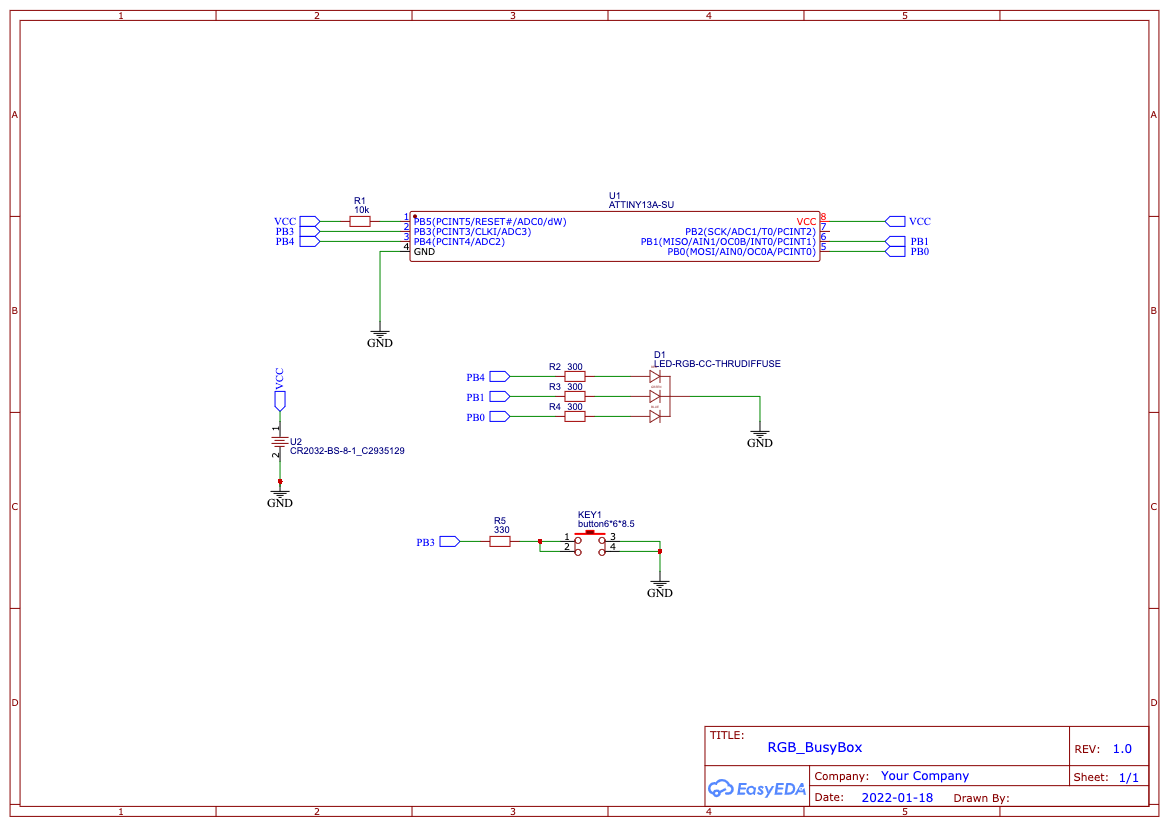 1 2 3 4 5
A A
U1
ATTINY13A-SU
R1
10k
VCC 1 PB5(PCINT5/RESET#/ADC0/dW) VCC 8 VCC
PB3 2 PB3(PCINT3/CLKI/ADC3) PB2(SCK/ADC1/T0/PCINT2) 7
PB4 3 PB4(PCINT4/ADC2) PB1(MISO/AIN1/OC0B/INT0/PCINT1) 6 PB1
4 GND PB0(MOSI/AIN0/OC0A/PCINT0) 5 PB0
B B
GND
D1
LED-RGB-CC-THRUDIFFUSE
PB4 R2 300
PB1 R3 300
PB0 R4 300
GND
VCC
1
U2
CR2032-BS-8-1_C2935129
2
GND
C C
R5
330
KEY1
button6*6*8.5
PB3 1 3
2 4
GND
D D
TITLE:
RGB_BusyBox
REV: 1.0
EasyEDA
Company: Your Company
Sheet: 1/1
Date: 2022-01-18 Drawn By:
1 2 3 4 5